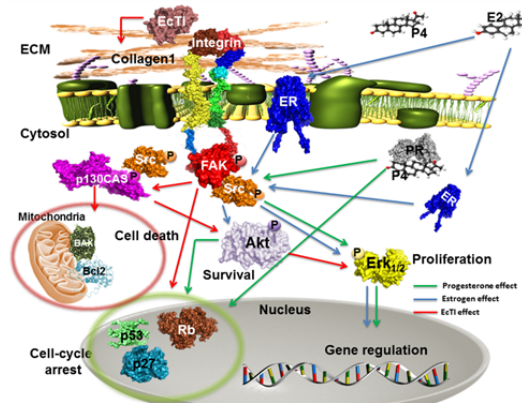 EcTI
E2
P4
ECM
Integrin
Collagen1
ER
Cytosol
PR
P4
Src
P
FAK
P
p130CAS
P
Src
P
ER
Mitochondria
BAK
Bcl2
Cell death
Akt
P
P
Erk1/2
Proliferation
Survival
Progesterone effect
Estrogen effect
EcTI effect
Nucleus
p53
Rb
p27
Cell-cycle
arrest
Gene regulation